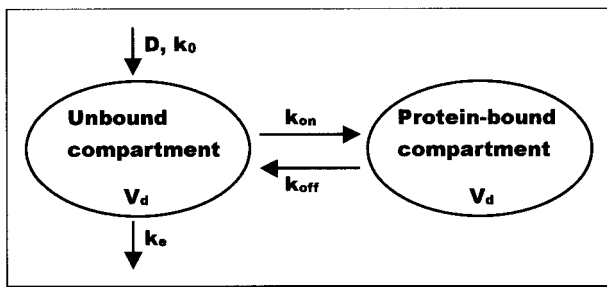 D, k0
Unbound
compartment
Vd
kon
koff
Protein-bound
compartment
Vd
ke